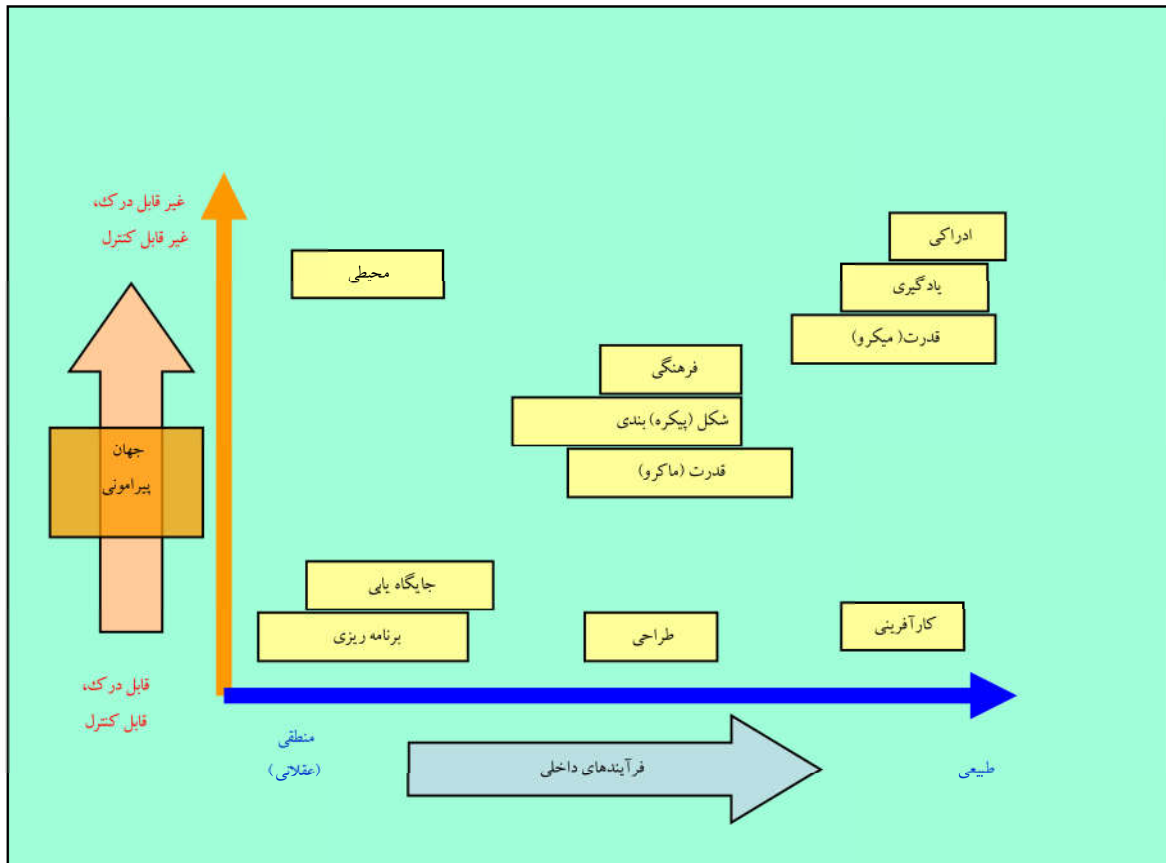 غیر قابل درک،
غیر قابل کنترل
ادراکی
محیطی
یادگیری
قدرت( میکرو)
فرهنگی
شکل (پیکره) بندی
قدرت (ماکرو)
جهان
پیرامونی
جایگاه یابی
برنامه ریزی
طراحی
کارآفرینی
قابل درک،
قابل کنترل
منطقی
(عقلانی)
فرآیندهای داخلی
طبیعی